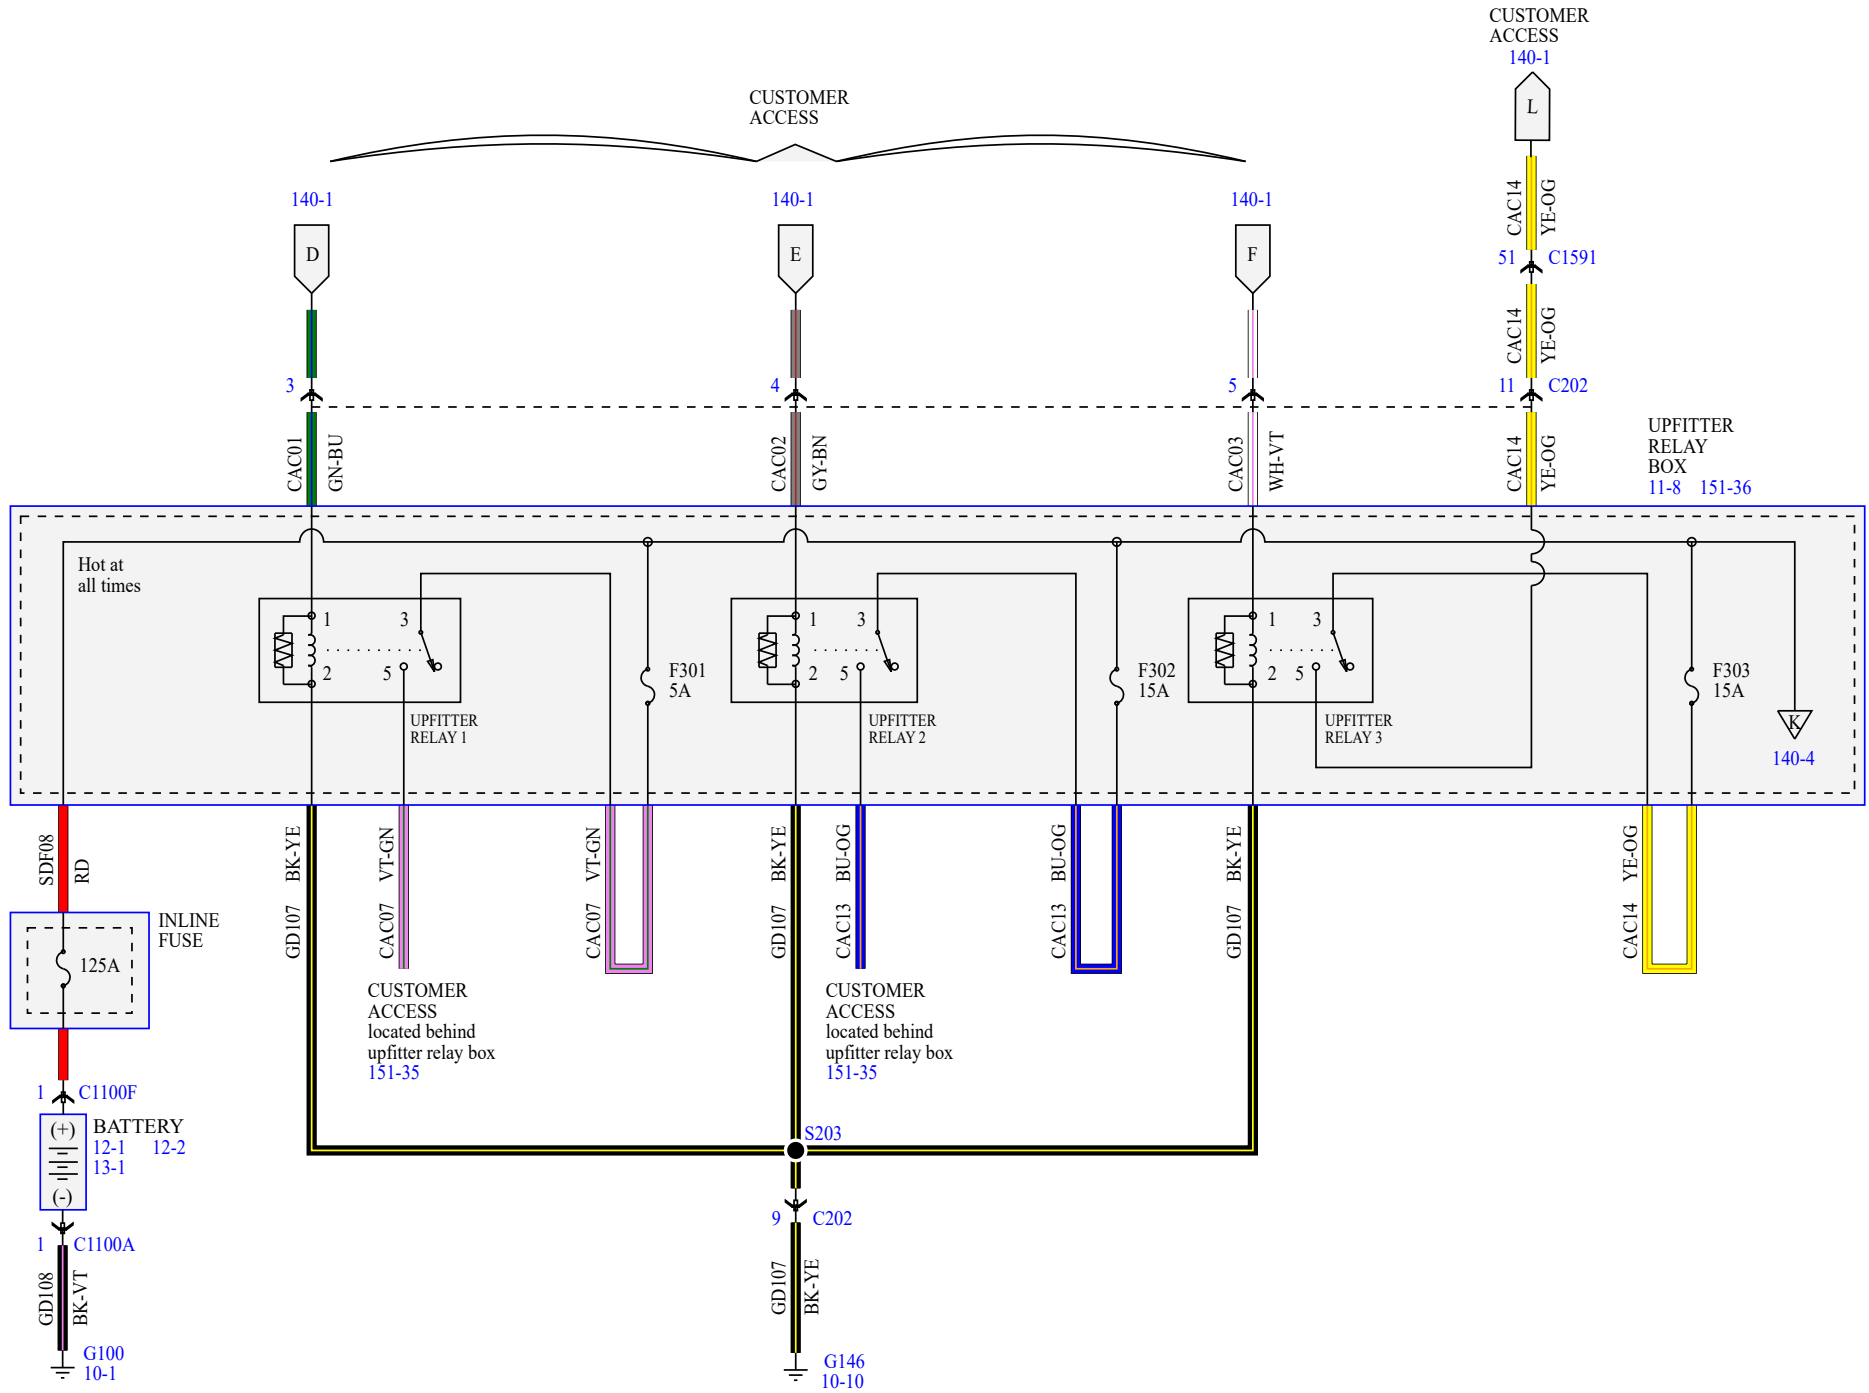 CUSTOMER
ACCESS
140-1
L
CUSTOMER
ACCESS
140-1
140-1
140-1
D
E
F
CAC14
YE-OG
51
C1591
CAC14
YE-OG
3
4
5
11
C202
CAC01
GN-BU
CAC02
GY-BN
CAC03
WH-VT
CAC14
YE-OG
UPFITTER
RELAY
BOX
11-8 151-36
Hot at
all times
1
3
2
5
UPFITTER
RELAY 1
F301
5A
1
3
2
5
UPFITTER
RELAY 2
F302
15A
1
3
2
5
UPFITTER
RELAY 3
F303
15A
K
140-4
SDF08
RD
GD107 BK-YE
CAC07 VT-GN
CAC07 VT-GN
GD107 BK-YE
CAC13 BU-OG
CAC13 BU-OG
GD107 BK-YE
CAC14 YE-OG
INLINE
FUSE
125A
CUSTOMER
ACCESS
located behind
upfitter relay box
151-35
CUSTOMER
ACCESS
located behind
upfitter relay box
151-35
1
C1100F
(+)
(-)
BATTERY
12-1 12-2
13-1
S203
1
C1100A
9
C202
GD108
BK-VT
GD107
BK-YE
G100
10-1
G146
10-10